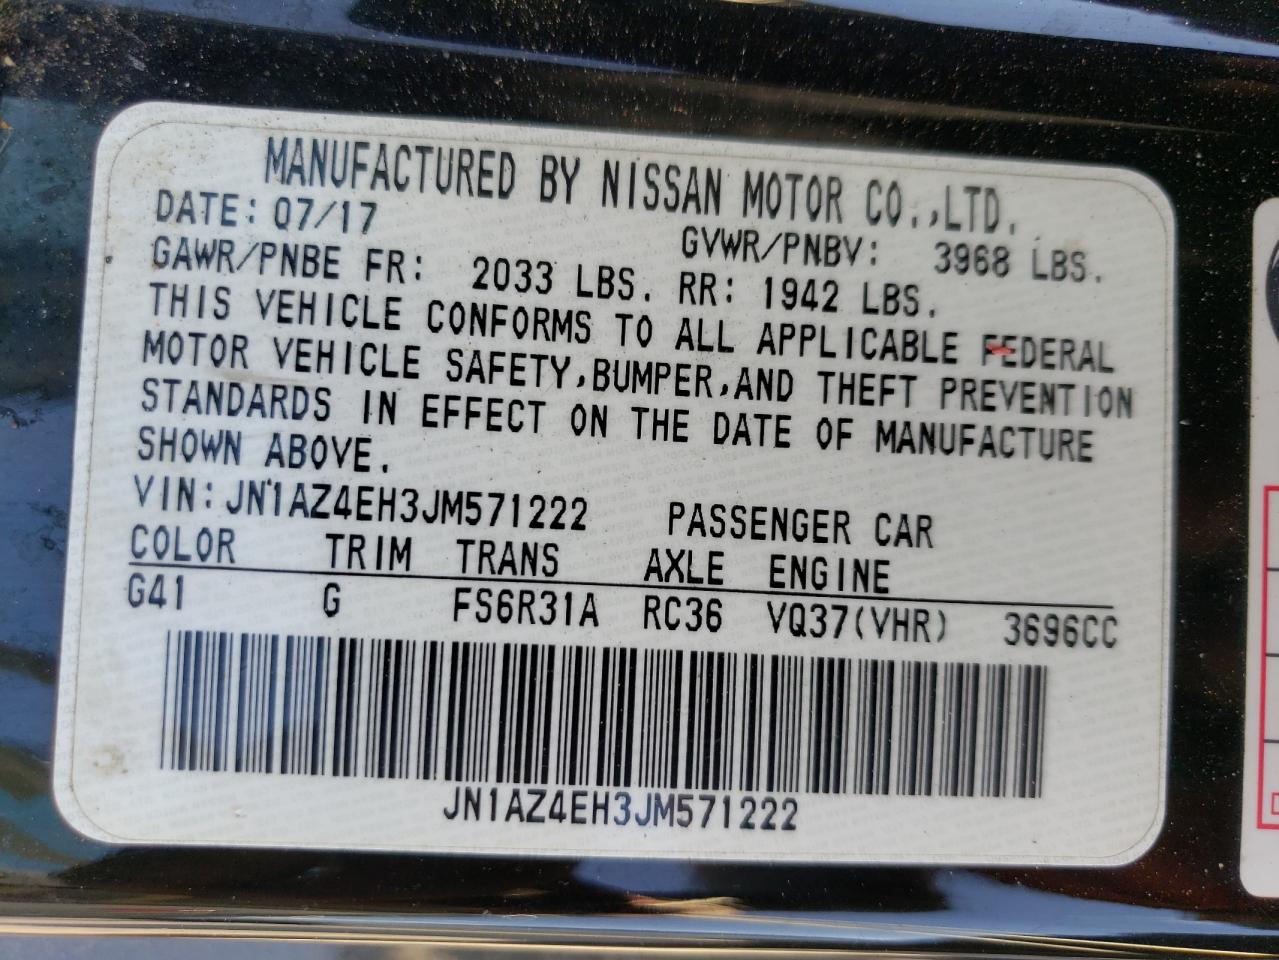 MANUFACTURED BY NISSAN MOTOR CO.,LTD.
DATE: 07/17 GVWR/PNBV: 3968 LBS.
GAWR/PNBE FR: 2033 LBS. RR: 1942 LBS.
THIS VEHICLE CONFORMS TO ALL APPLICABLE FEDERAL
MOTOR VEHICLE SAFETY,BUMPER,AND THEFT PREVENTION
STANDARDS IN EFFECT ON THE DATE OF MANUFACTURE
SHOWN ABOVE.
VIN: JN1AZ4EH3JM571222 PASSENGER CAR
COLOR TRIM TRANS AXLE ENGINE
G41 G FS6R31A RC36 VQ37(VHR) 3696CC
JN1AZ4EH3JM571222